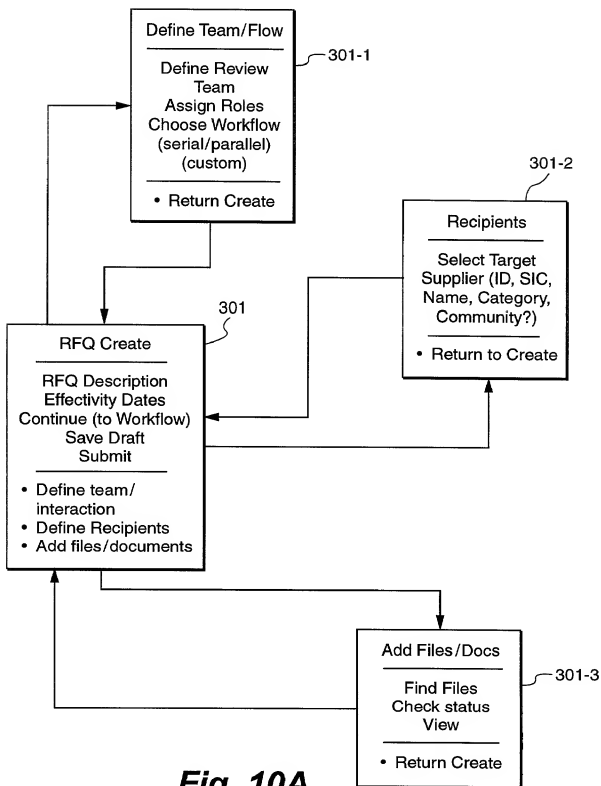 Define Team/Flow
Define Review
Team
Assign Roles
Choose Workflow
(serial/parallel)
(custom)
• Return Create
301-1
301-2
Recipients
Select Target
Supplier (ID, SIC,
Name, Category,
Community?)
• Return to Create
301
RFQ Create
RFQ Description
Effectivity Dates
Continue (to Workflow)
Save Draft
Submit
• Define team/
interaction
• Define Recipients
• Add files/documents
Add Files/Docs
Find Files
Check status
View
• Return Create
301-3
Fig. 10A